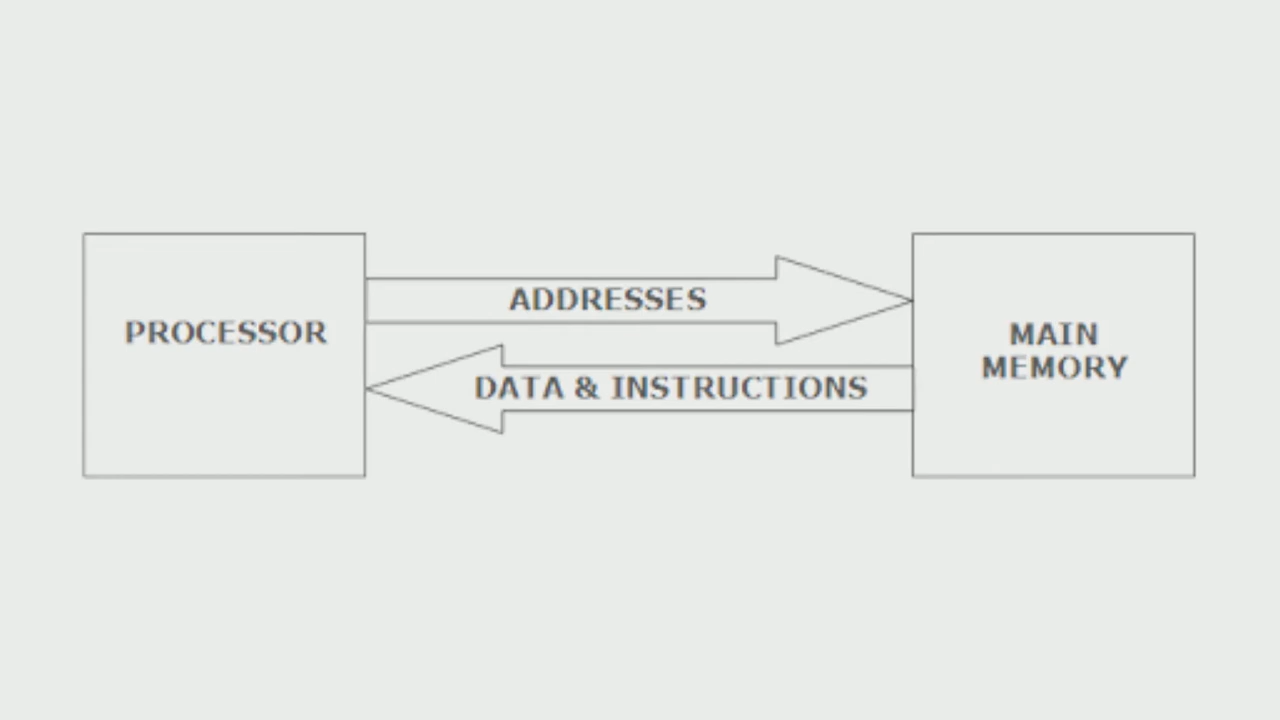 PROCESSOR
ADDRESSES
DATA & INSTRUCTIONS
MAIN
MEMORY